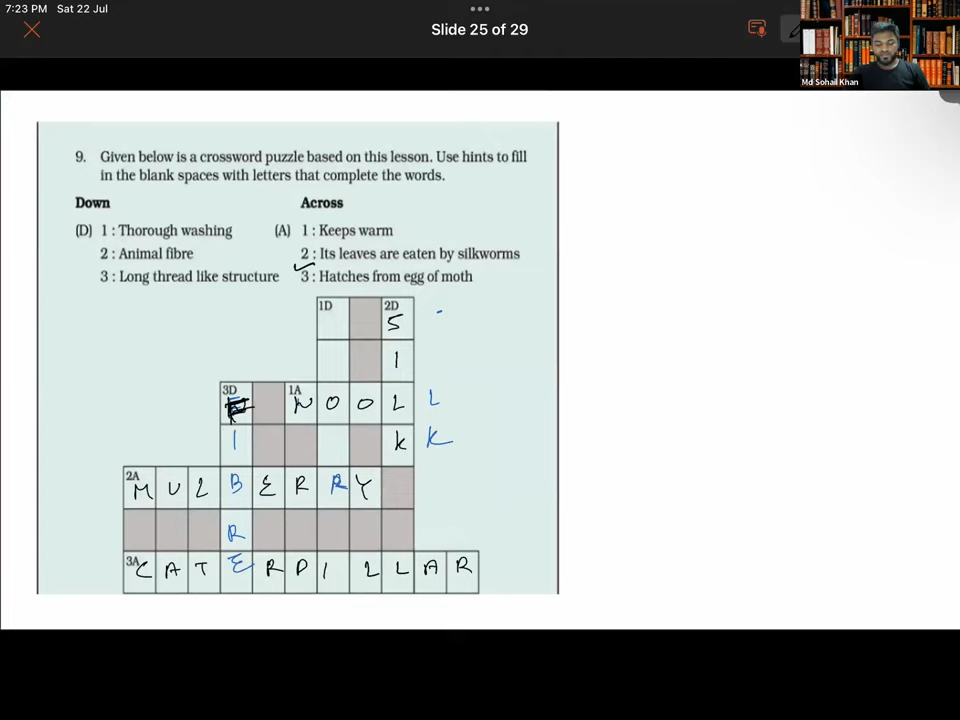 7:23 PM Sat 22 Jul
Slide 25 of 29
Md Sohail Khan
9. Given below is a crossword puzzle based on this lesson. Use hints to fill
in the blank spaces with letters that complete the words.
Down Across
(D) 1 : Thorough washing (A) 1 : Keeps warm
2 : Animal fibre 2 : Its leaves are eaten by silkworms
3 : Long thread like structure 3 : Hatches from egg of moth
1D 2D
S
I
3D 1A
F W O O L L
I K K
2A
M U L B E R R Y
R
3A
C A T E R P I L L A R